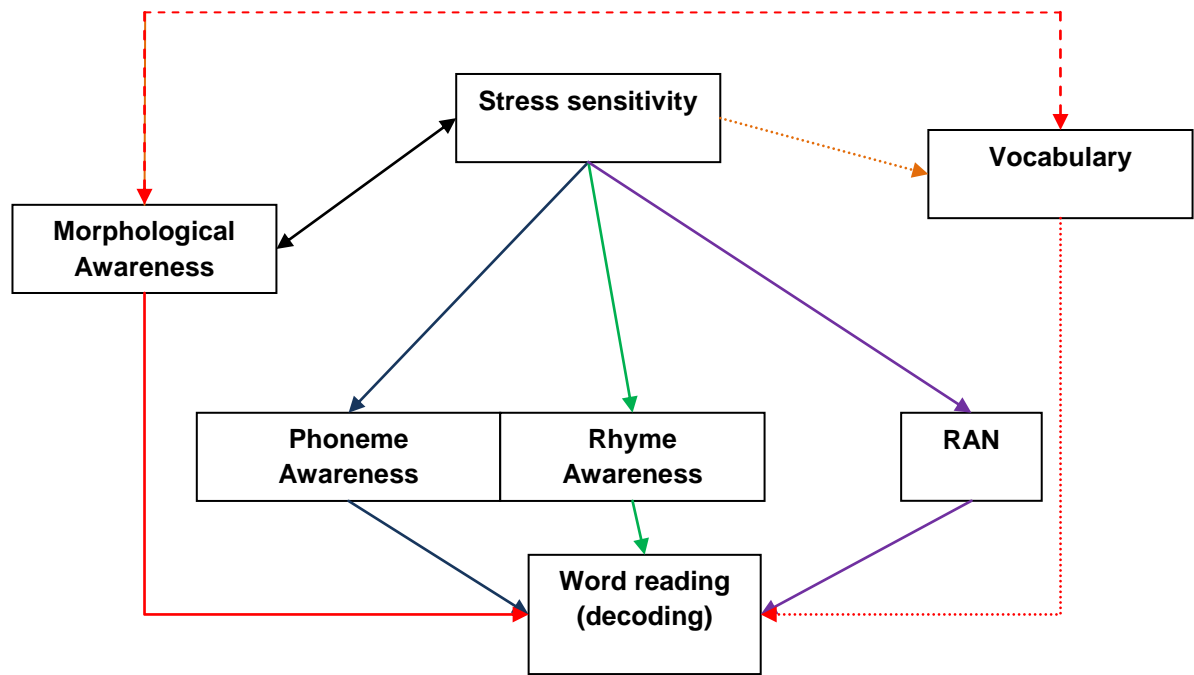 Stress sensitivity
Vocabulary
Morphological
Awareness
Phoneme
Awareness
Rhyme
Awareness
RAN
Word reading
(decoding)